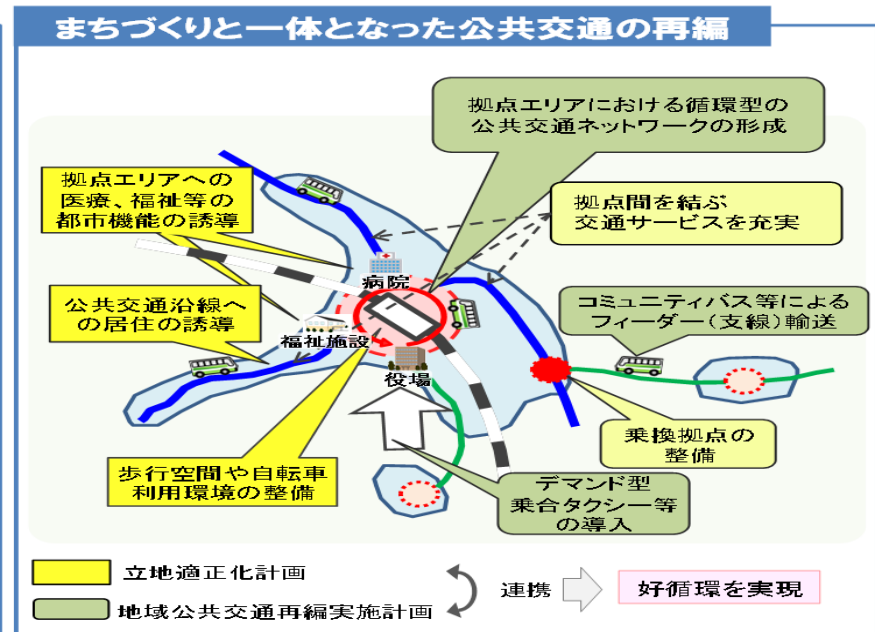 まちづくりと一体となった公共交通の再編
拠点エリアにおける循環型の
公共交通ネットワークの形成
拠点エリアへの
医療、福祉等の
都市機能の誘導
拠点間を結ぶ
交通サービスを充実
病院
公共交通沿線へ
の居住の誘導
コミュニティバス等による
フィーダー(支線)輸送
福祉施設
役場
乗換拠点の
整備
歩行空間や自転車
利用環境の整備
デマンド型
乗合タクシー等
の導入
立地適正化計画
地域公共交通再編実施計画
連携
好循環を実現